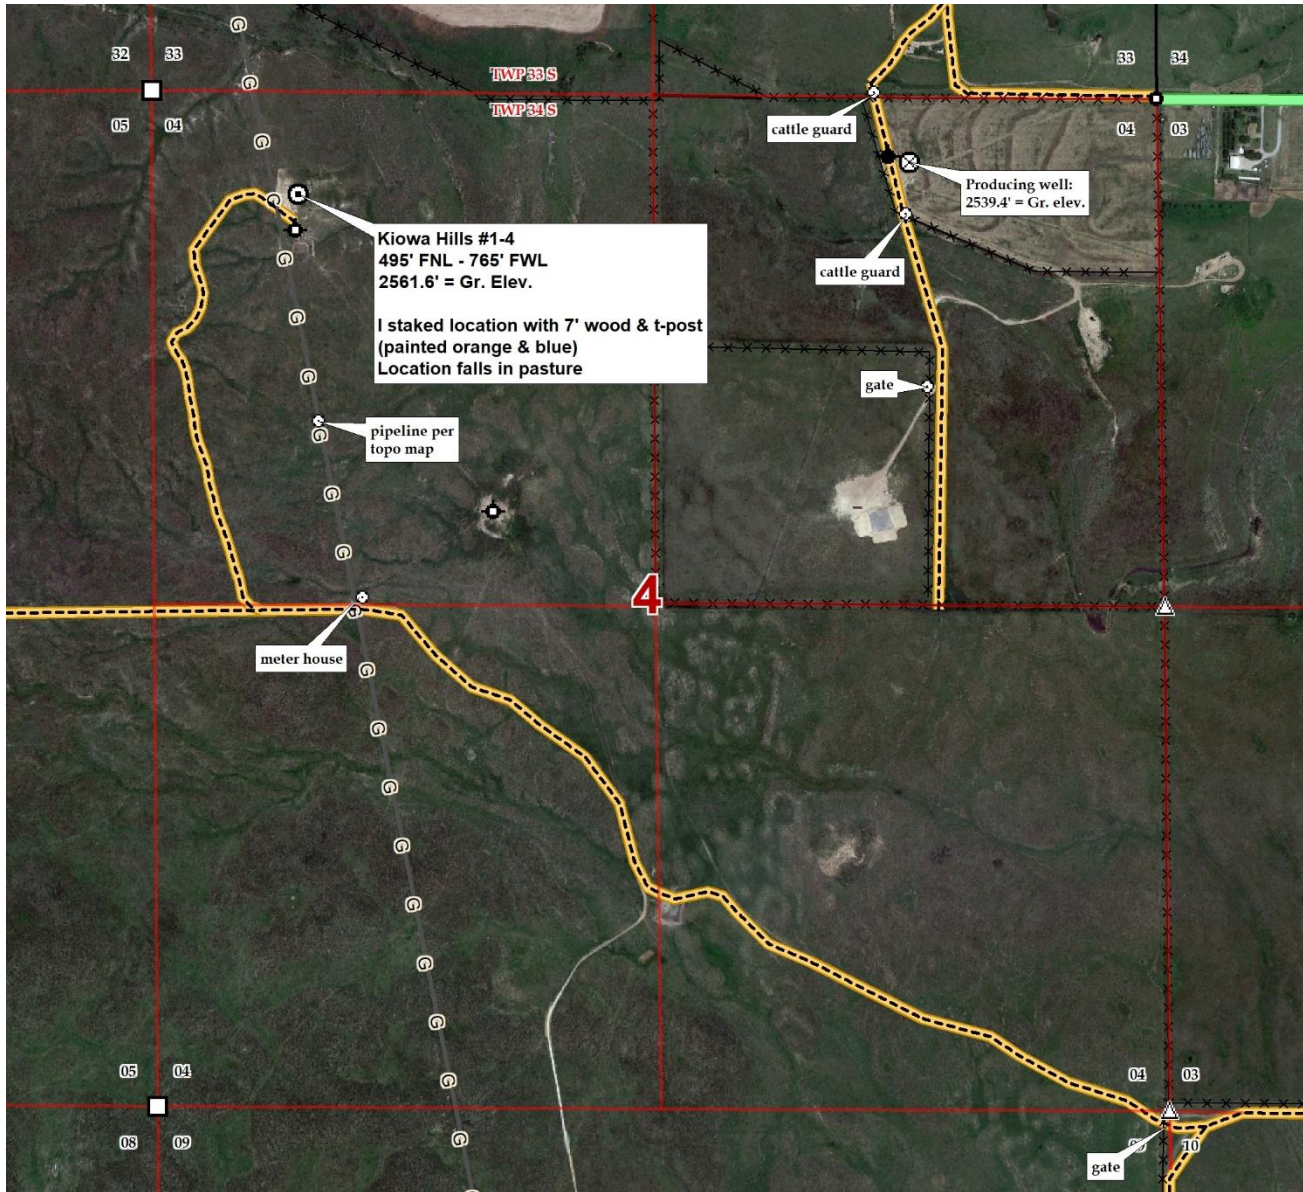 G
32 33
33 34
TWP 33 S
TWP 34 S
05 04
04 03
cattle guard
G
G
G
Producing well:
2539.4' = Gr. elev.
Kiowa Hills #1-4
495' FNL - 765' FWL
2561.6' = Gr. Elev.
I staked location with 7' wood & t-post
(painted orange & blue)
Location falls in pasture
cattle guard
G
G
G
gate
pipeline per
topo map
G
G
G
4
G
meter house
G
G
G
G
G
G
G
G
05 04
04 03
08 09
10
G
gate
G